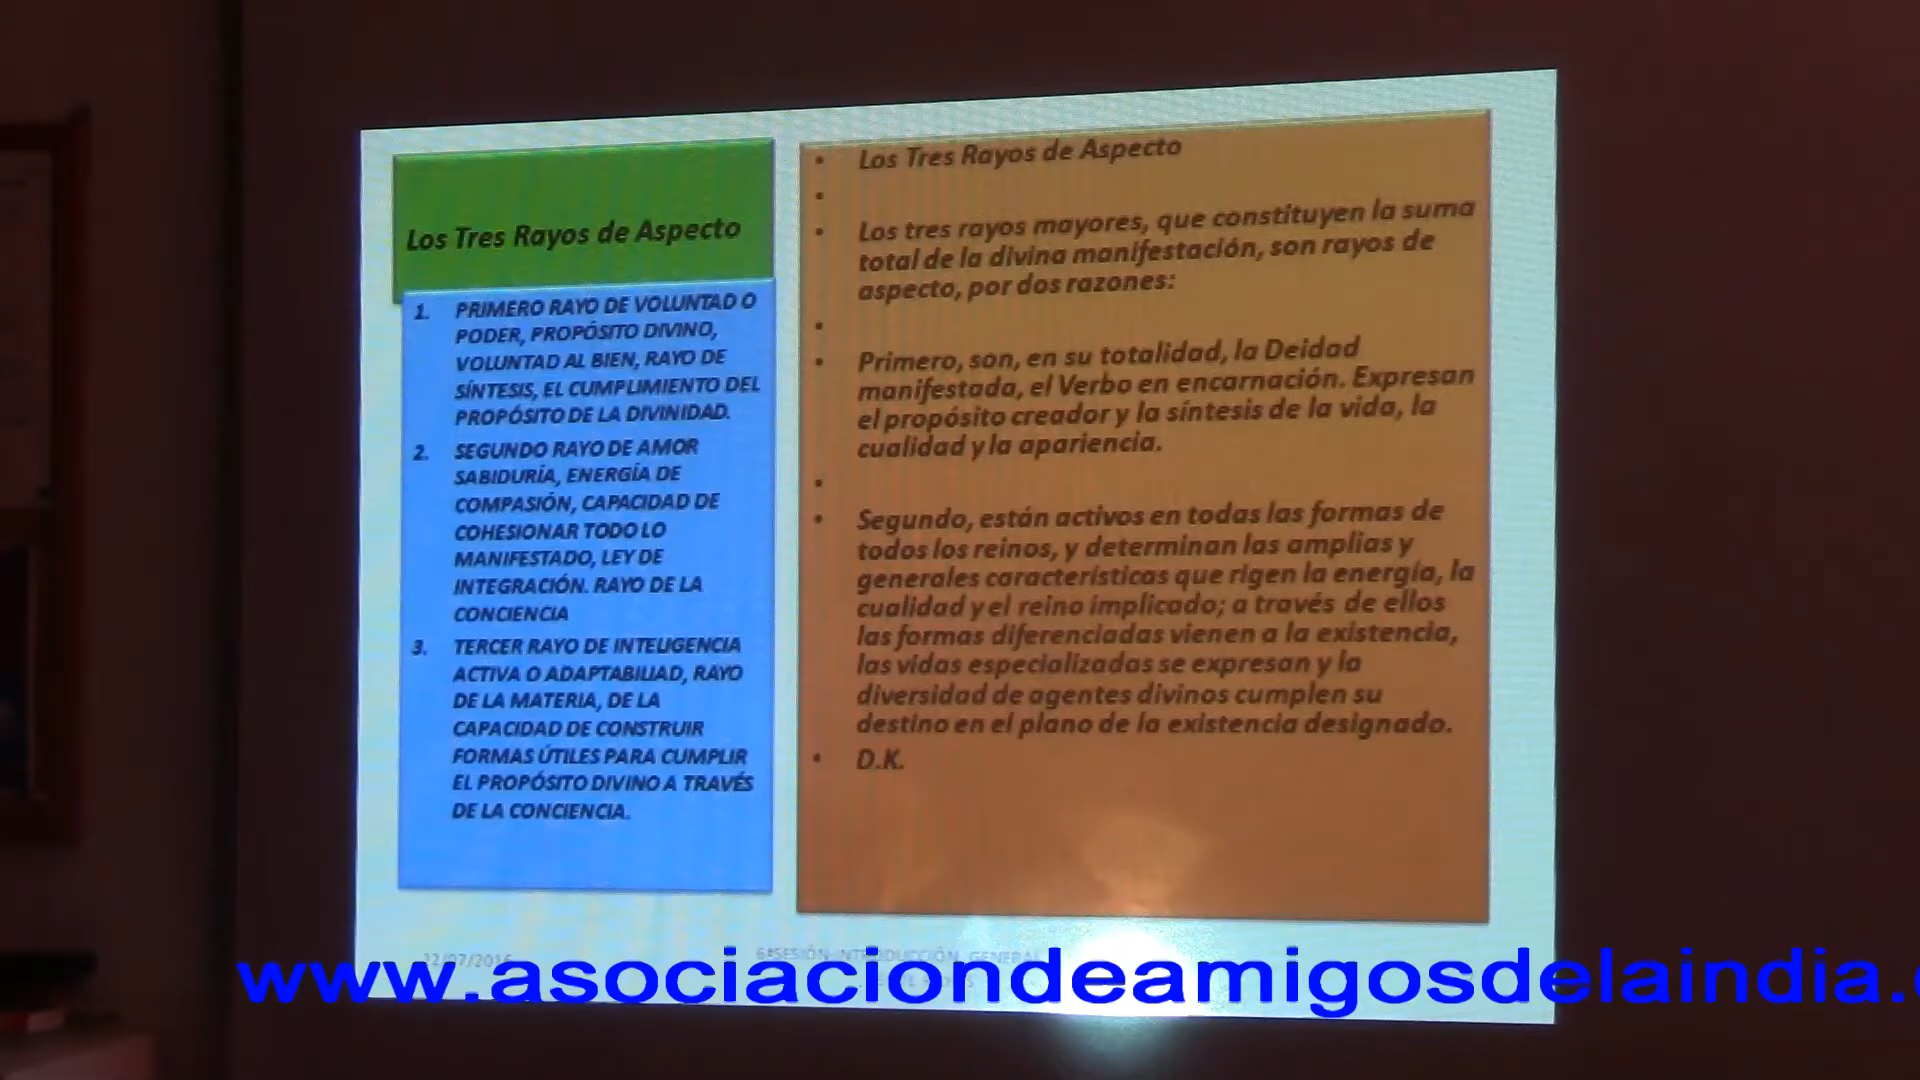 Los Tres Rayos de Aspecto
1. PRIMERO RAYO DE VOLUNTAD O
PODER, PROPÓSITO DIVINO,
VOLUNTAD AL BIEN, RAYO DE
SÍNTESIS, EL CUMPLIMIENTO DEL
PROPÓSITO DE LA DIVINIDAD.
2. SEGUNDO RAYO DE AMOR
SABIDURÍA, ENERGÍA DE
COMPASIÓN, CAPACIDAD DE
COHESIONAR TODO LO
MANIFESTADO, LEY DE
INTEGRACIÓN. RAYO DE LA
CONCIENCIA
3. TERCER RAYO DE INTELIGENCIA
ACTIVA O ADAPTABILIAD, RAYO
DE LA MATERIA, DE LA
CAPACIDAD DE CONSTRUIR
FORMAS ÚTILES PARA CUMPLIR
EL PROPÓSITO DIVINO A TRAVÉS
DE LA CONCIENCIA.
• Los Tres Rayos de Aspecto
•
• Los tres rayos mayores, que constituyen la suma
total de la divina manifestación, son rayos de
aspecto, por dos razones:
•
• Primero, son, en su totalidad, la Deidad
manifestada, el Verbo en encarnación. Expresan
el propósito creador y la síntesis de la vida, la
cualidad y la apariencia.
•
• Segundo, están activos en todas las formas de
todos los reinos, y determinan las amplias y
generales características que rigen la energía, la
cualidad y el reino implicado; a través de ellos
las formas diferenciadas vienen a la existencia,
las vidas especializadas se expresan y la
diversidad de agentes divinos cumplen su
destino en el plano de la existencia designado.
• D.K.
22/07/2016
6ªSESIÓN INTRODUCCIÓN GENERAL
www.asociaciondeamigosdelaindia.